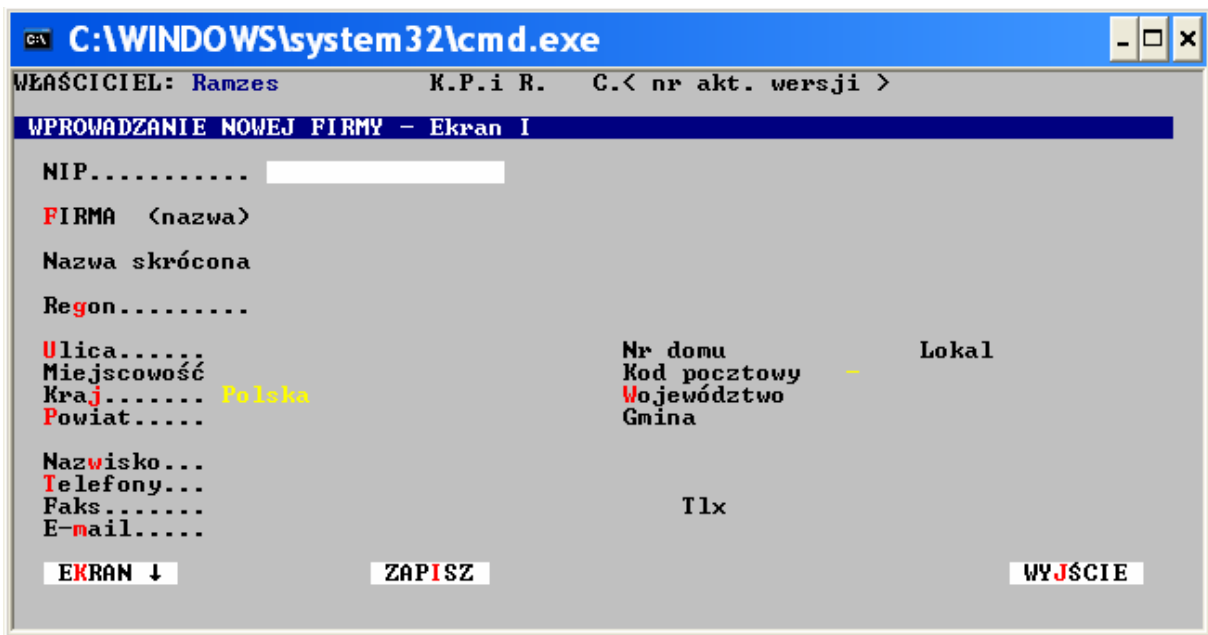 C:\WINDOWS\system32\cmd.exe
WŁAŚCICIEL: Ramzes K.P.i R. C.< nr akt. wersji >
WPROWADZANIE NOWEJ FIRMY - Ekran I
NIP...........
FIRMA <nazwa>
Nazwa skrócona
Regon.........
Ulica...... Nr domu Lokal
Miejscowość Kod pocztowy -
Kraj....... Polska Województwo
Powiat..... Gmina
Nazwisko...
Telefony...
Faks....... Tlx
E-mail.....
EKRAN ↓ ZAPISZ WYJŚCIE